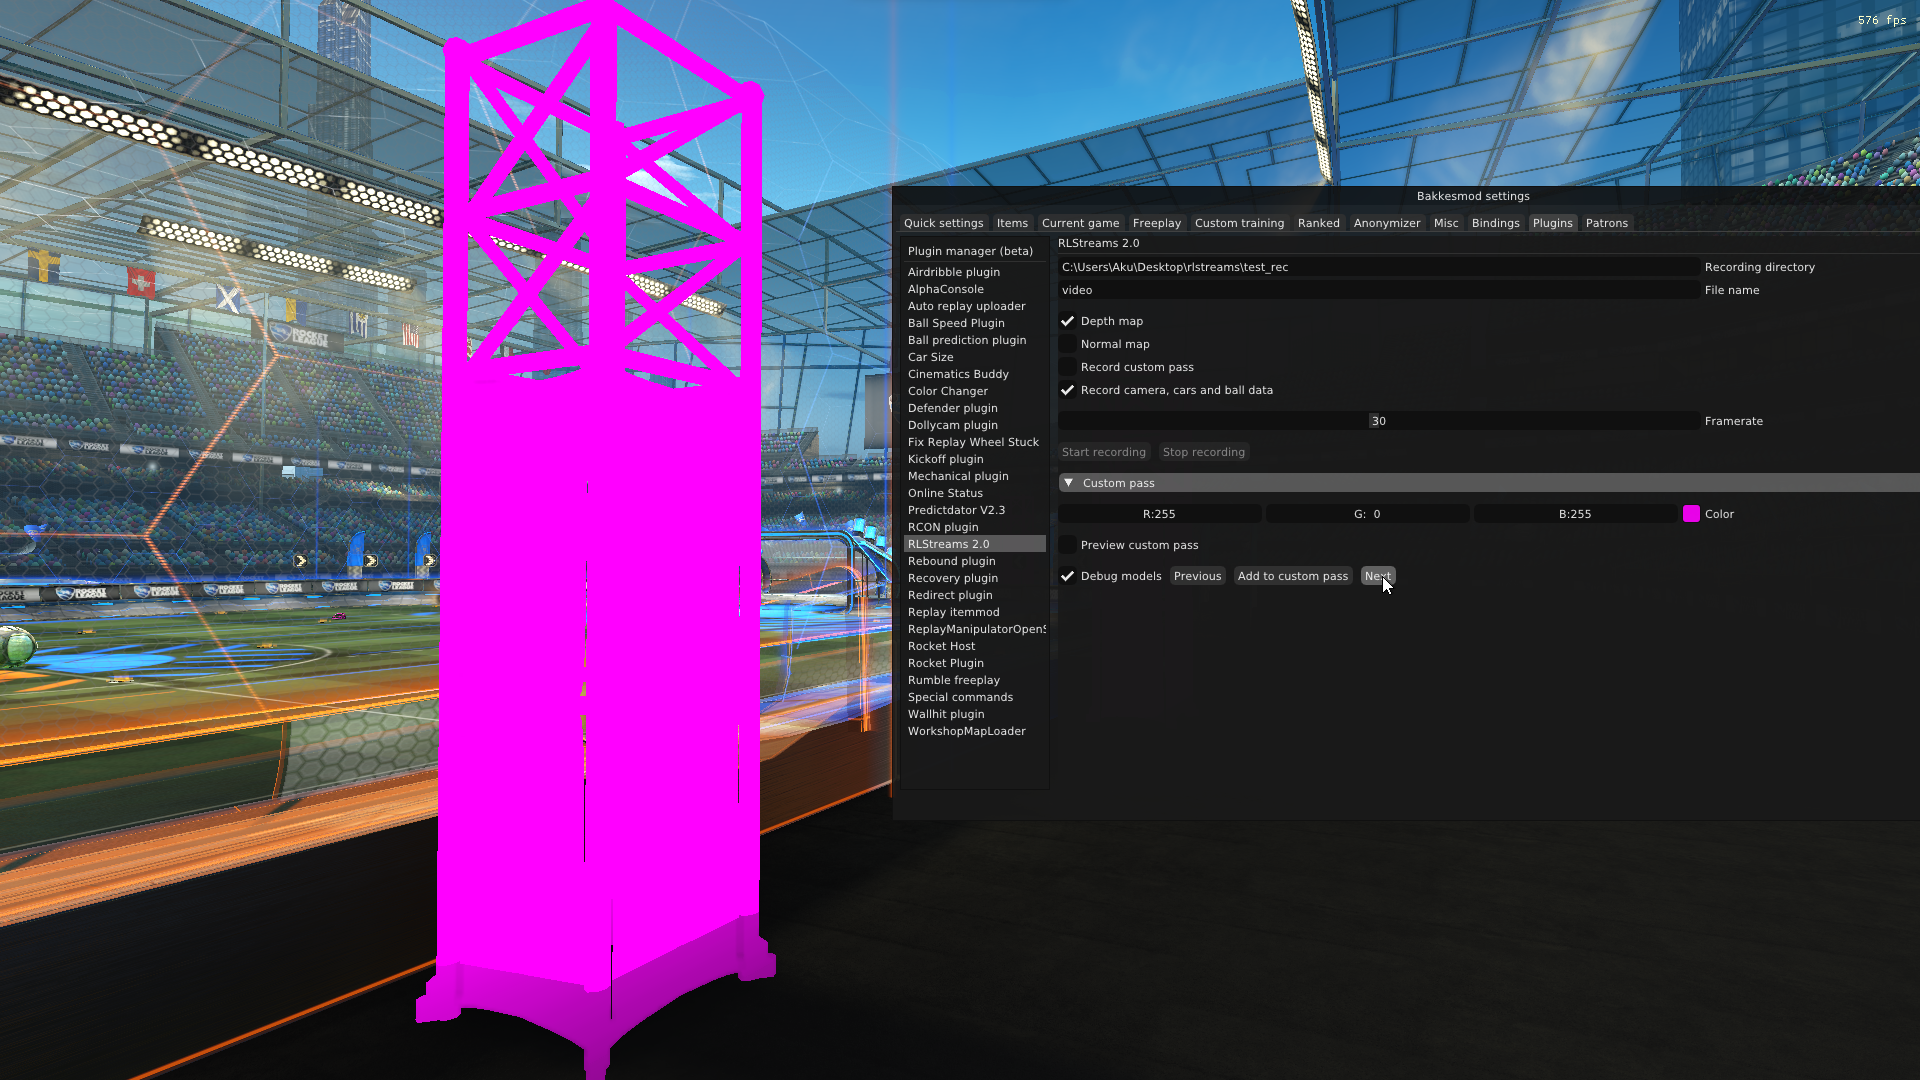 576 fps
Bakkesmod settings
Quick settings Items Current game Freeplay Custom training Ranked Anonymizer Misc Bindings Plugins Patrons
Plugin manager (beta)
Airdribble plugin
AlphaConsole
Auto replay uploader
Ball Speed Plugin
Ball prediction plugin
Car Size
Cinematics Buddy
Color Changer
Defender plugin
Dollycam plugin
Fix Replay Wheel Stuck
Kickoff plugin
Mechanical plugin
Online Status
Predictdator V2.3
RCON plugin
RLStreams 2.0
Rebound plugin
Recovery plugin
Redirect plugin
Replay itemmod
ReplayManipulatorOpenS
Rocket Host
Rocket Plugin
Rumble freeplay
Special commands
Wallhit plugin
WorkshopMapLoader
RLStreams 2.0
C:\Users\Aku\Desktop\rlstreams\test_rec Recording directory
video File name
Depth map
Normal map
Record custom pass
Record camera, cars and ball data
30 Framerate
Start recording Stop recording
Custom pass
R:255 G: 0 B:255 Color
Preview custom pass
Debug models Previous Add to custom pass Next
ROCKET LEAGUE